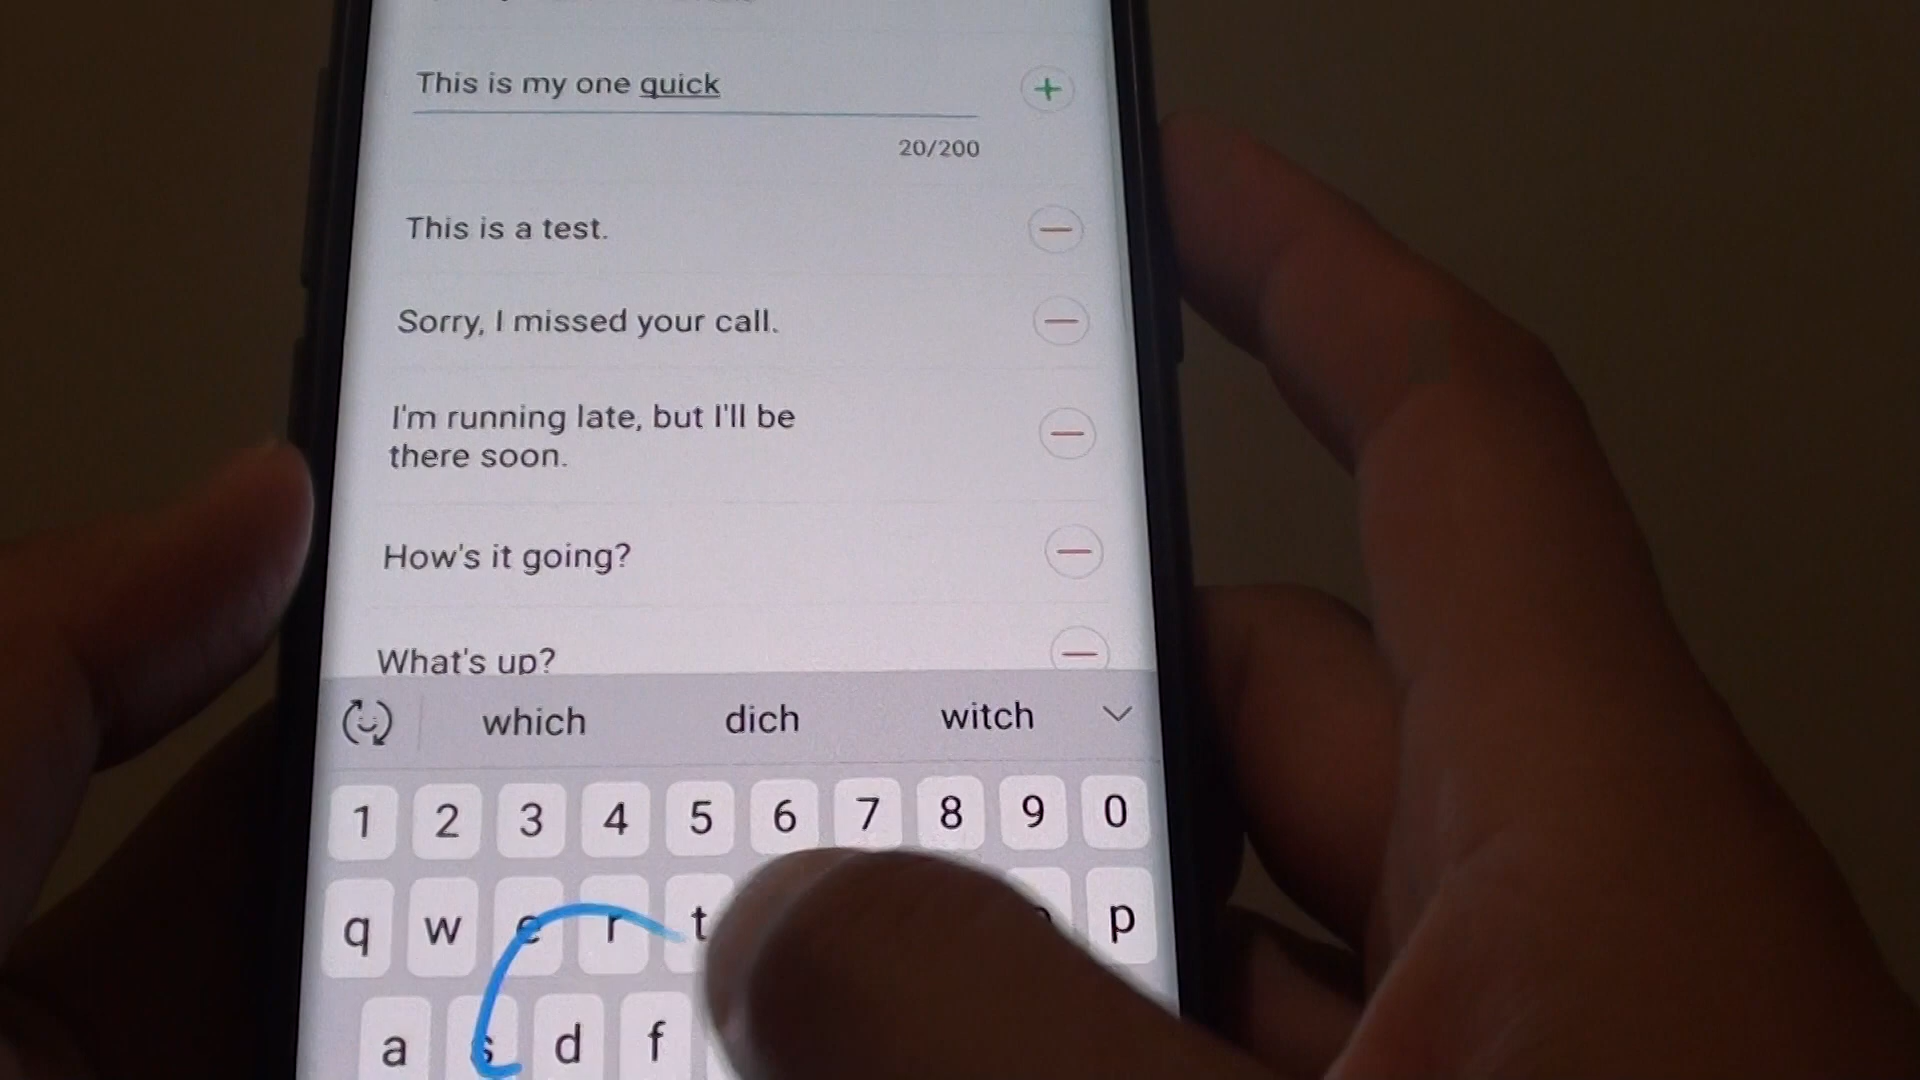 This is my one quick
20/200
This is a test.
Sorry, I missed your call.
I'm running late, but I'll be
there soon.
How's it going?
What's up?
which dich witch
1 2 3 4 5 6 7 8 9 0
q w e r t p
a s d f